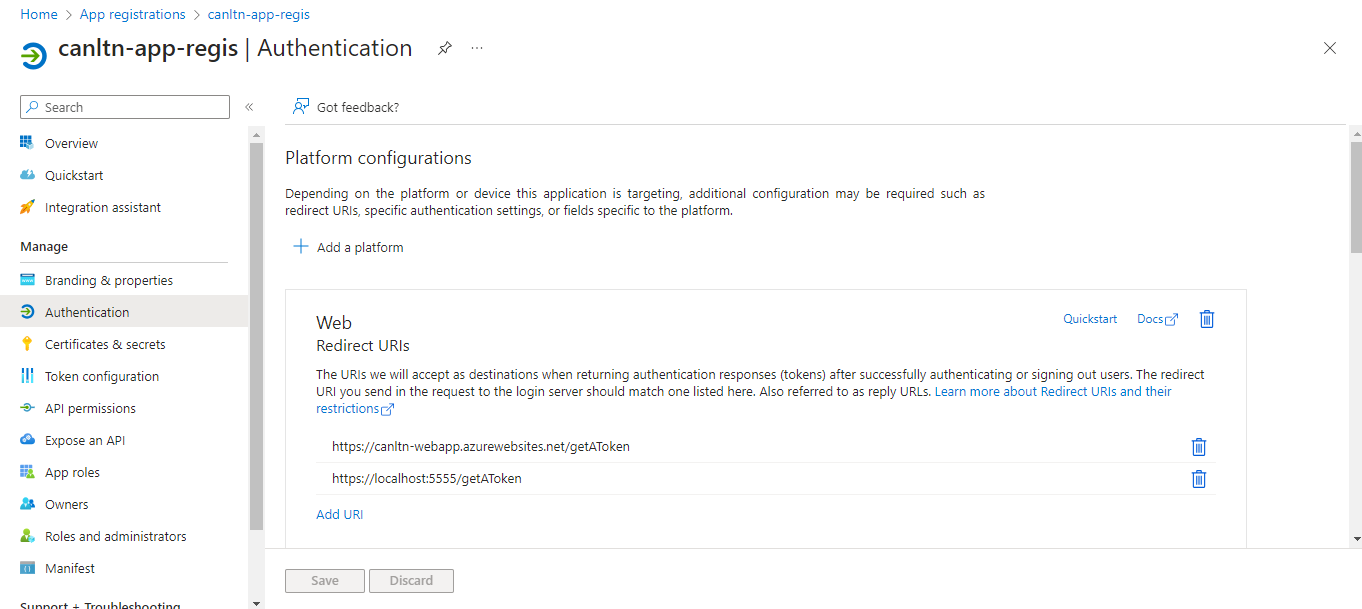 Home > App registrations > canltn-app-regis
canltn-app-regis | Authentication
Search
Got feedback?
Overview
Quickstart
Integration assistant
Manage
Branding & properties
Authentication
Certificates & secrets
Token configuration
API permissions
Expose an API
App roles
Owners
Roles and administrators
Manifest
Support + Troubleshooting
Platform configurations
Depending on the platform or device this application is targeting, additional configuration may be required such as
redirect URIs, specific authentication settings, or fields specific to the platform.
Add a platform
Web
Quickstart
Docs
Redirect URIs
The URIs we will accept as destinations when returning authentication responses (tokens) after successfully authenticating or signing out users. The redirect
URI you send in the request to the login server should match one listed here. Also referred to as reply URLs. Learn more about Redirect URIs and their
restrictions
https://canltn-webapp.azurewebsites.net/getAToken
https://localhost:5555/getAToken
Add URI
Save
Discard